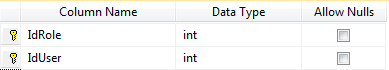 Column Name Data Type Allow Nulls
IdRole int
IdUser int